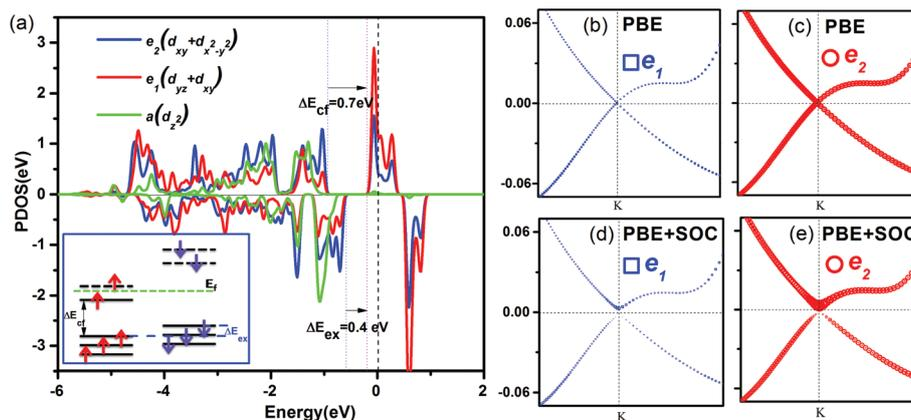 (a)
e2(dxy+dx2-y2)
e1(dyz+dxy)
a(dz2)
ΔEcf=0.7eV
ΔEex=0.4 eV
Ef
ΔEcf
ΔEex
PDOS(eV)
3
2
1
0
-1
-2
-3
-6
-4
-2
0
2
Energy(eV)
(b) PBE
e1
0.06
0.00
-0.06
K
(c) PBE
e2
K
(d) PBE+SOC
e1
0.06
0.00
-0.06
K
(e) PBE+SOC
e2
K